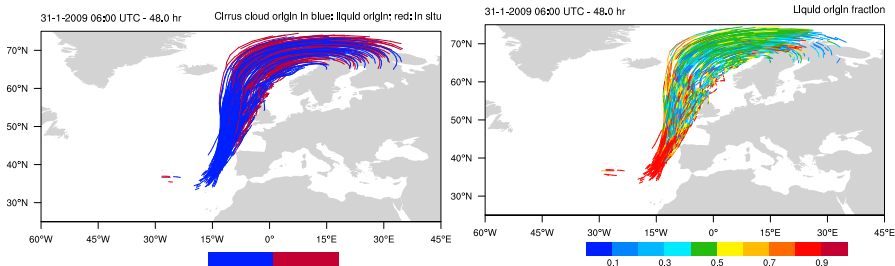 31-1-2009 06:00 UTC - 48.0 hr
Cirrus cloud origin in blue: liquid origin; red: in situ
70°N
60°N
50°N
40°N
30°N
60°W 45°W 30°W 15°W 0° 15°E 30°E 45°E
31-1-2009 06:00 UTC - 48.0 hr
Liquid origin fraction
70°N
60°N
50°N
40°N
30°N
60°W 45°W 30°W 15°W 0° 15°E 30°E 45°E
0.1 0.3 0.5 0.7 0.9